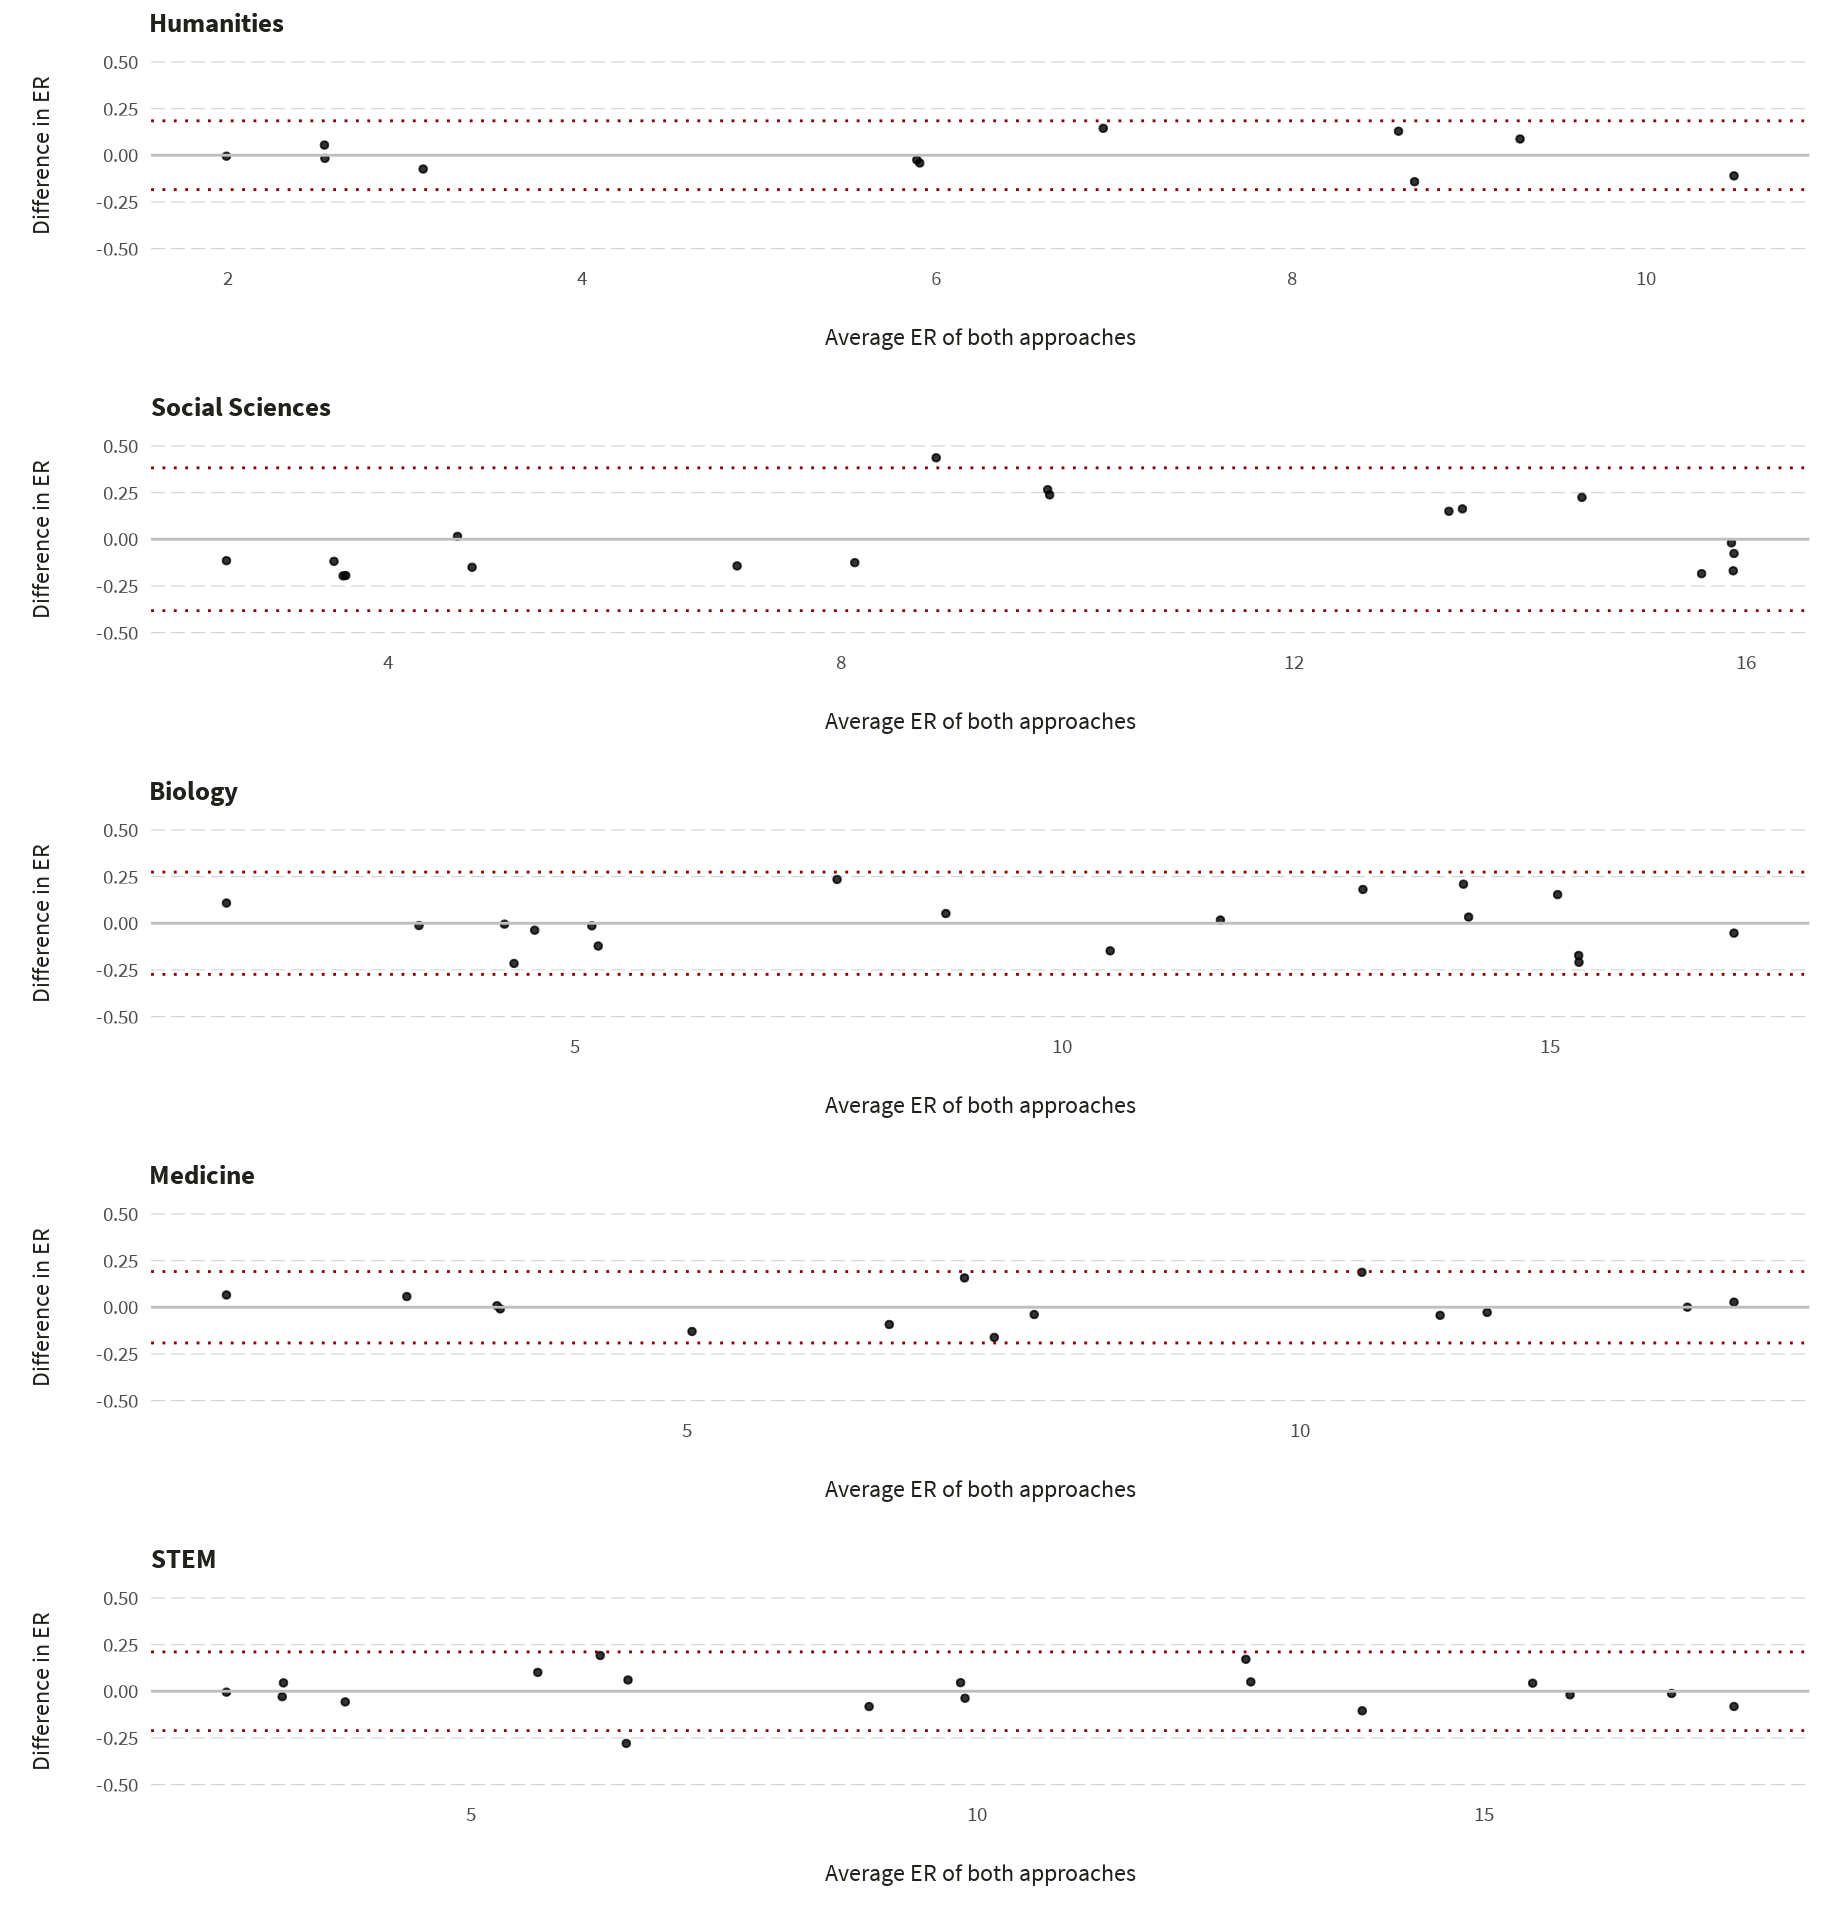 Humanities
Difference in ER
0.50
0.25
0.00
-0.25
-0.50
2 4 6 8 10
Average ER of both approaches
Social Sciences
Difference in ER
0.50
0.25
0.00
-0.25
-0.50
4 8 12 16
Average ER of both approaches
Biology
Difference in ER
0.50
0.25
0.00
-0.25
-0.50
5 10 15
Average ER of both approaches
Medicine
Difference in ER
0.50
0.25
0.00
-0.25
-0.50
5 10
Average ER of both approaches
STEM
Difference in ER
0.50
0.25
0.00
-0.25
-0.50
5 10 15
Average ER of both approaches